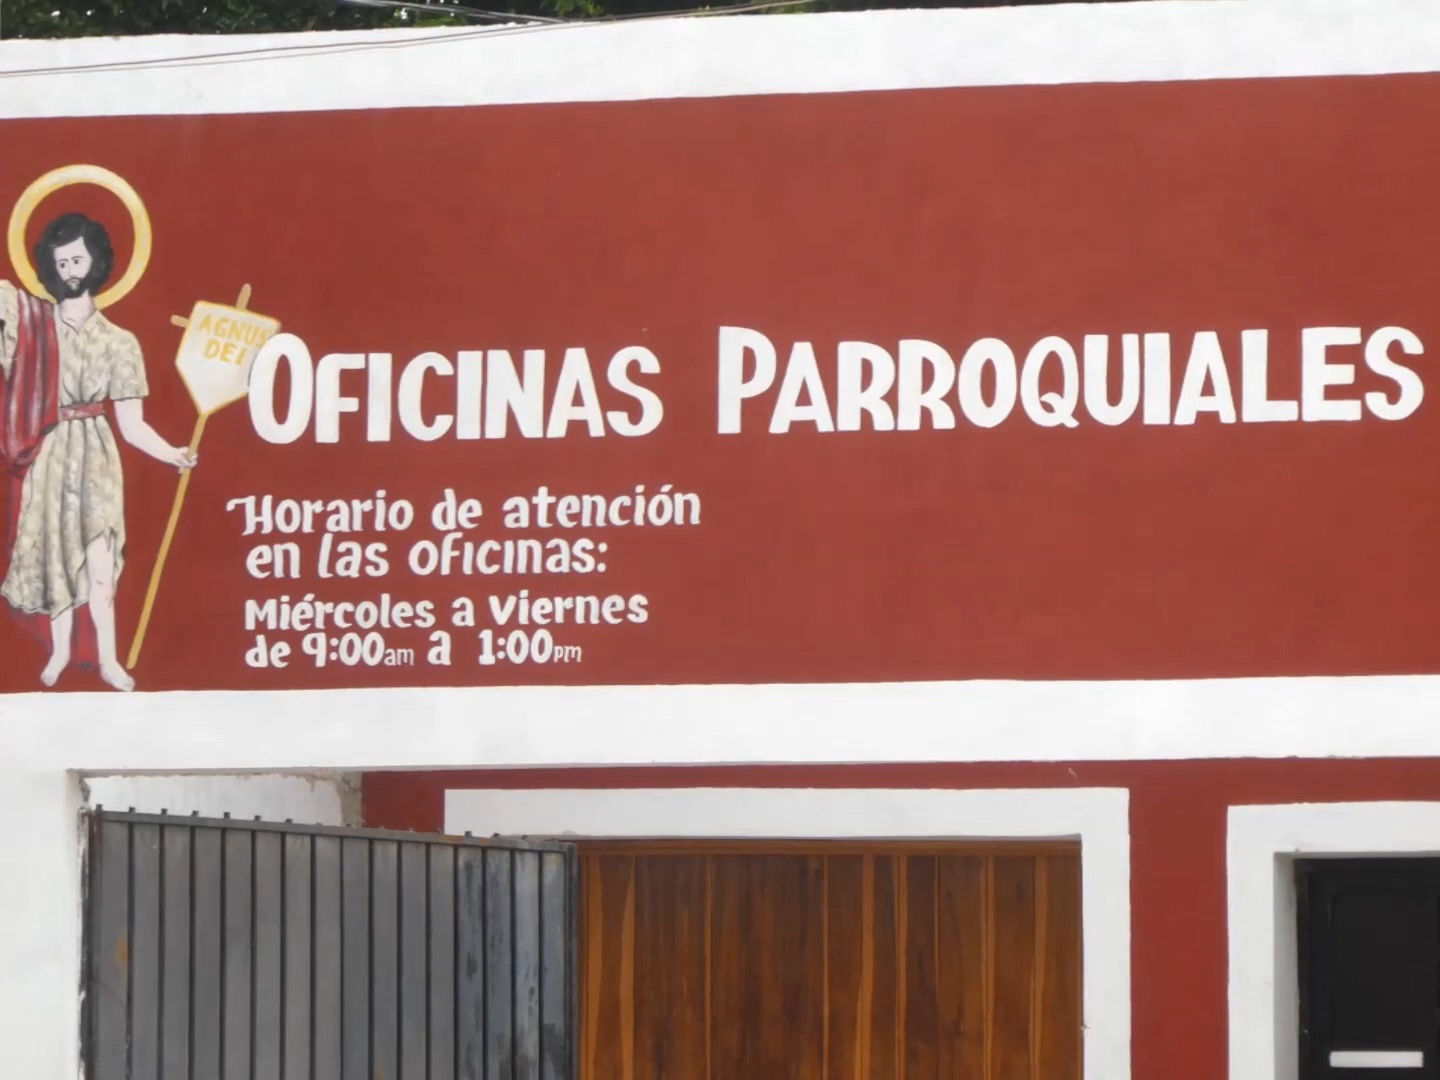 AGNUS
DEI
OFICINAS PARROQUIALES
Horario de atención
en las oficinas:
Miércoles a viernes
de 9:00am a 1:00pm